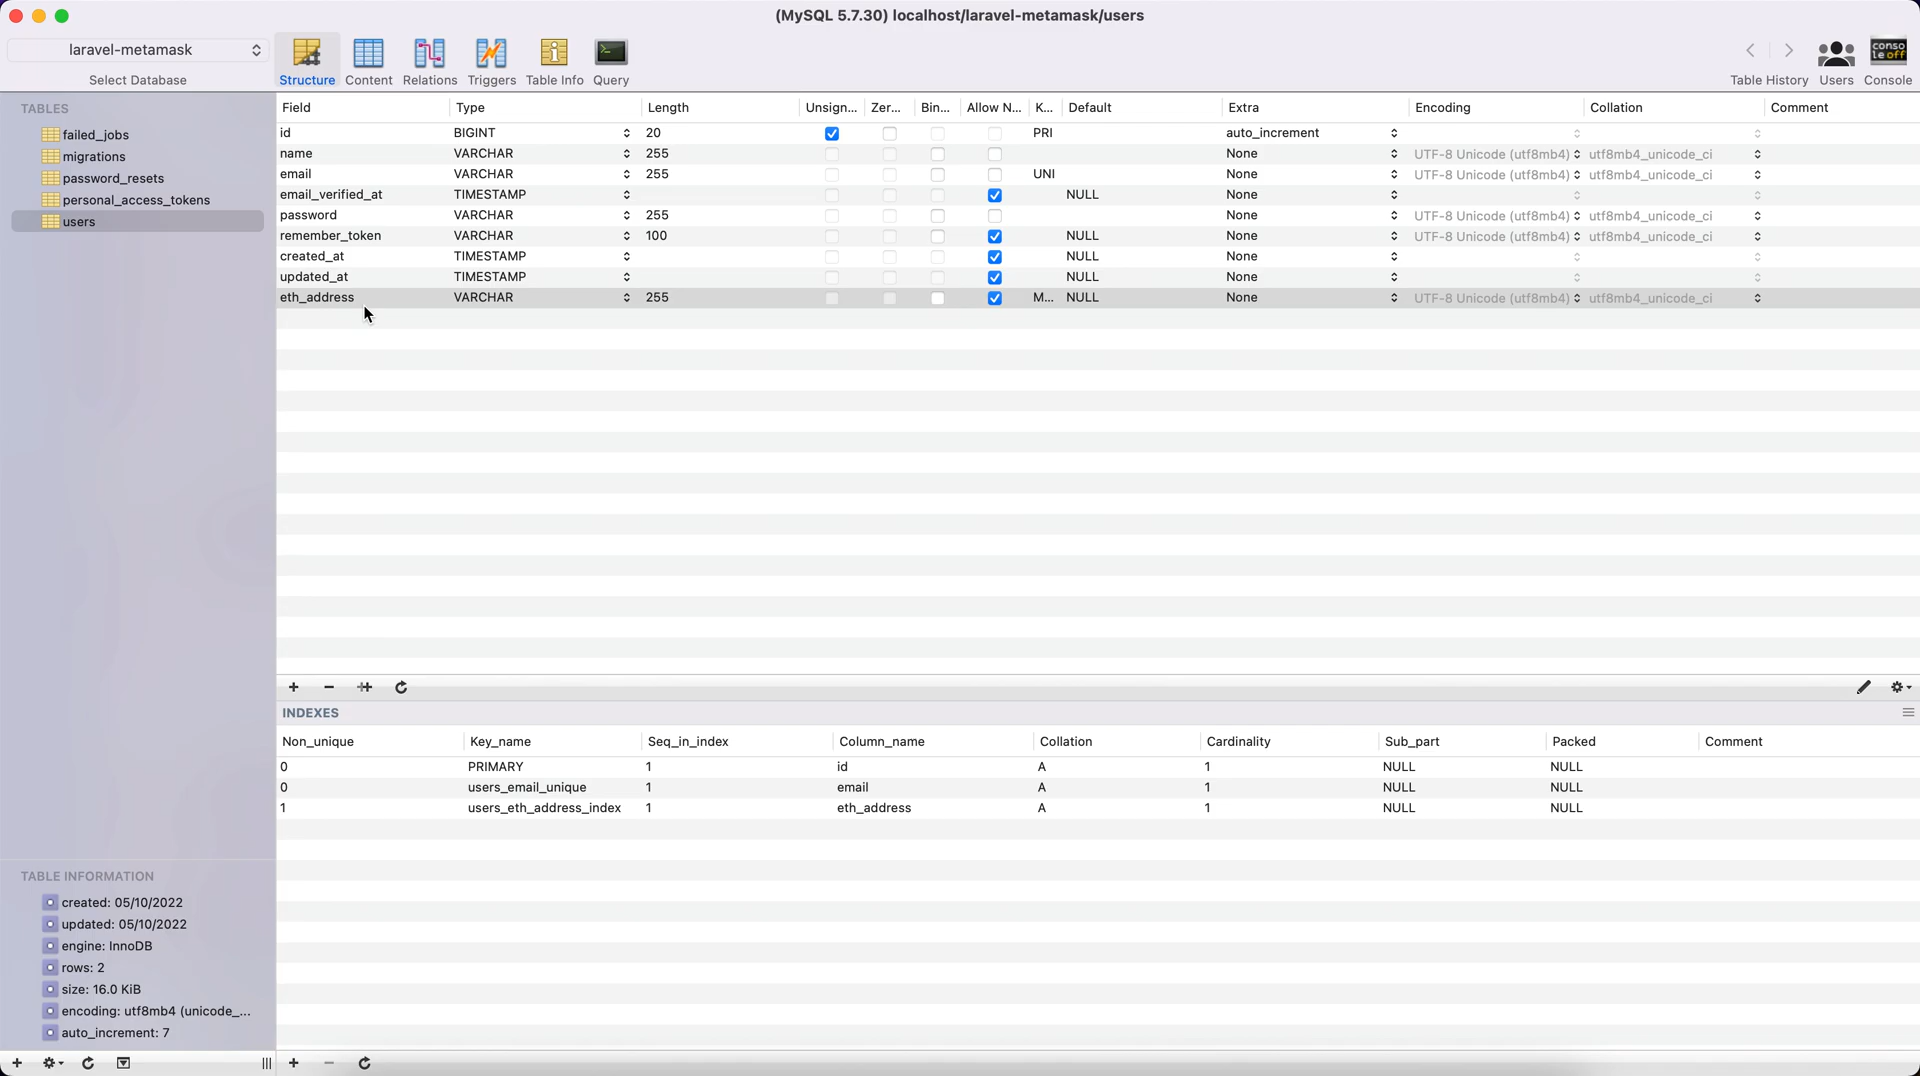 (MySQL 5.7.30) localhost/laravel-metamask/users
laravel-metamask
Select Database
Structure
Content
Relations
Triggers
Table Info
Query
Table History
Users
conso
le off
Console
TABLES
failed_jobs
migrations
password_resets
personal_access_tokens
users
Field Type Length Unsign... Zer... Bin... Allow N... K... Default Extra Encoding Collation Comment
id BIGINT 20 PRI auto_increment
name VARCHAR 255 None UTF-8 Unicode (utf8mb4) utf8mb4_unicode_ci
email VARCHAR 255 UNI None UTF-8 Unicode (utf8mb4) utf8mb4_unicode_ci
email_verified_at TIMESTAMP NULL None
password VARCHAR 255 None UTF-8 Unicode (utf8mb4) utf8mb4_unicode_ci
remember_token VARCHAR 100 NULL None UTF-8 Unicode (utf8mb4) utf8mb4_unicode_ci
created_at TIMESTAMP NULL None
updated_at TIMESTAMP NULL None
eth_address VARCHAR 255 M... NULL None UTF-8 Unicode (utf8mb4) utf8mb4_unicode_ci
INDEXES
Non_unique Key_name Seq_in_index Column_name Collation Cardinality Sub_part Packed Comment
0 PRIMARY 1 id A 1 NULL NULL
0 users_email_unique 1 email A 1 NULL NULL
1 users_eth_address_index 1 eth_address A 1 NULL NULL
TABLE INFORMATION
created: 05/10/2022
updated: 05/10/2022
engine: InnoDB
rows: 2
size: 16.0 KiB
encoding: utf8mb4 (unicode_...
auto_increment: 7